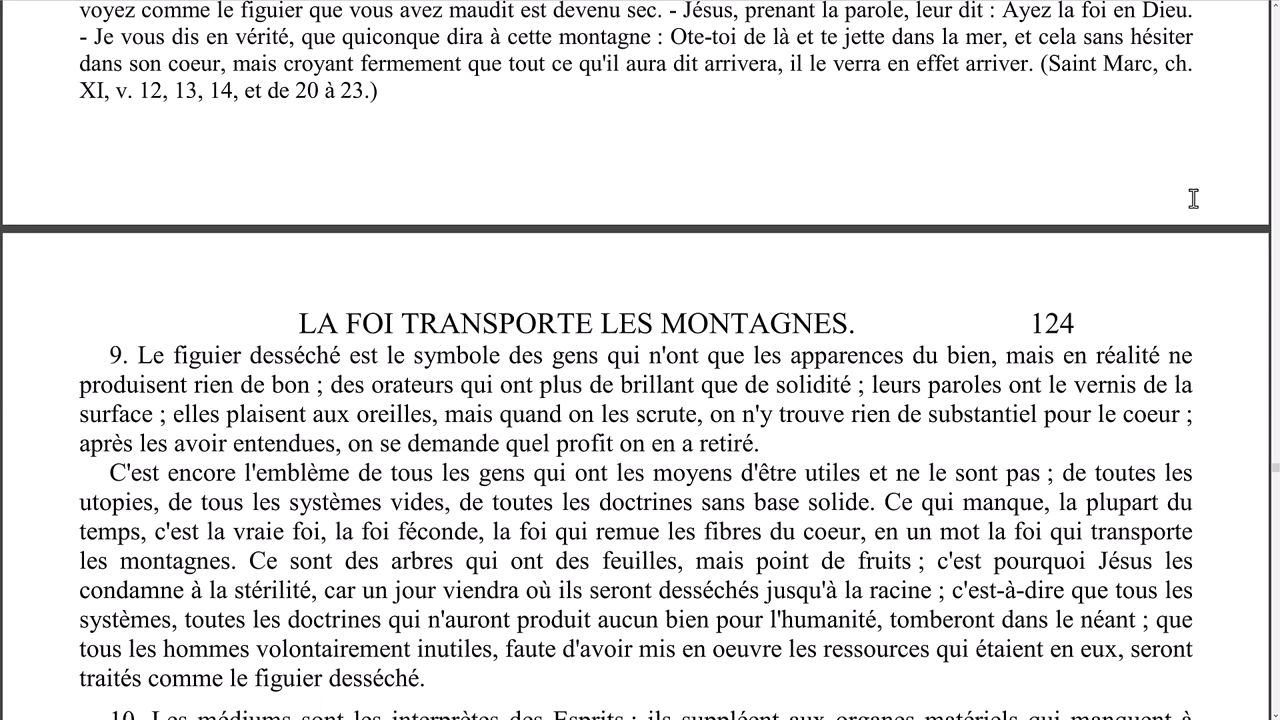 voyez comme le figuier que vous avez maudit est devenu sec. - Jésus, prenant la parole, leur dit : Ayez la foi en Dieu.
- Je vous dis en vérité, que quiconque dira à cette montagne : Ote-toi de là et te jette dans la mer, et cela sans hésiter
dans son coeur, mais croyant fermement que tout ce qu'il aura dit arrivera, il le verra en effet arriver. (Saint Marc, ch.
XI, v. 12, 13, 14, et de 20 à 23.)
LA FOI TRANSPORTE LES MONTAGNES. 124
9. Le figuier desséché est le symbole des gens qui n'ont que les apparences du bien, mais en réalité ne
produisent rien de bon ; des orateurs qui ont plus de brillant que de solidité ; leurs paroles ont le vernis de la
surface ; elles plaisent aux oreilles, mais quand on les scrute, on n'y trouve rien de substantiel pour le coeur ;
après les avoir entendues, on se demande quel profit on en a retiré.
C'est encore l'emblème de tous les gens qui ont les moyens d'être utiles et ne le sont pas ; de toutes les
utopies, de tous les systèmes vides, de toutes les doctrines sans base solide. Ce qui manque, la plupart du
temps, c'est la vraie foi, la foi féconde, la foi qui remue les fibres du coeur, en un mot la foi qui transporte
les montagnes. Ce sont des arbres qui ont des feuilles, mais point de fruits ; c'est pourquoi Jésus les
condamne à la stérilité, car un jour viendra où ils seront desséchés jusqu'à la racine ; c'est-à-dire que tous les
systèmes, toutes les doctrines qui n'auront produit aucun bien pour l'humanité, tomberont dans le néant ; que
tous les hommes volontairement inutiles, faute d'avoir mis en oeuvre les ressources qui étaient en eux, seront
traités comme le figuier desséché.
10. Les médiums sont les interprètes des Esprits ; ils suppléent aux organes matériels qui manquent à